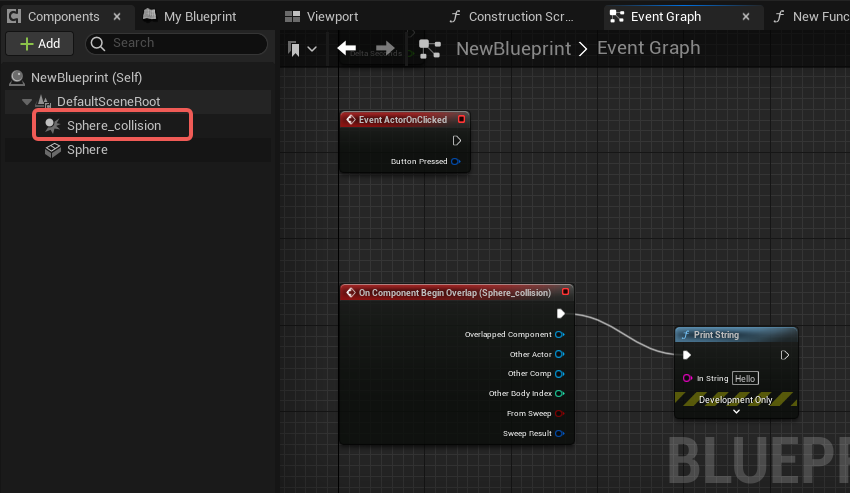 Components
My Blueprint
Viewport
Construction Scr...
Event Graph
New Func
Add
Search
NewBlueprint > Event Graph
Delta Seconds
NewBlueprint (Self)
DefaultSceneRoot
Sphere_collision
Sphere
Event ActorOnClicked
Button Pressed
On Component Begin Overlap (Sphere_collision)
Overlapped Component
Other Actor
Other Comp
Other Body Index
From Sweep
Sweep Result
Print String
In String Hello
Development Only
BLUEPR